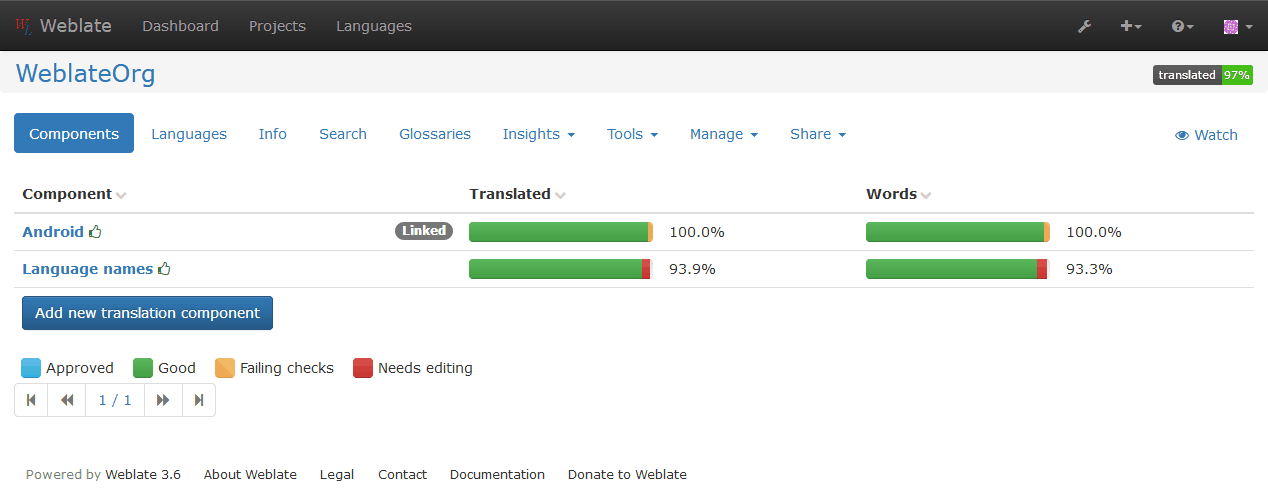 Weblate Dashboard Projects Languages
WeblateOrg translated 97%
Components Languages Info Search Glossaries Insights Tools Manage Share Watch
Component Translated Words
Android Linked 100.0% 100.0%
Language names 93.9% 93.3%
Add new translation component
Approved Good Failing checks Needs editing
1 / 1
Powered by Weblate 3.6 About Weblate Legal Contact Documentation Donate to Weblate